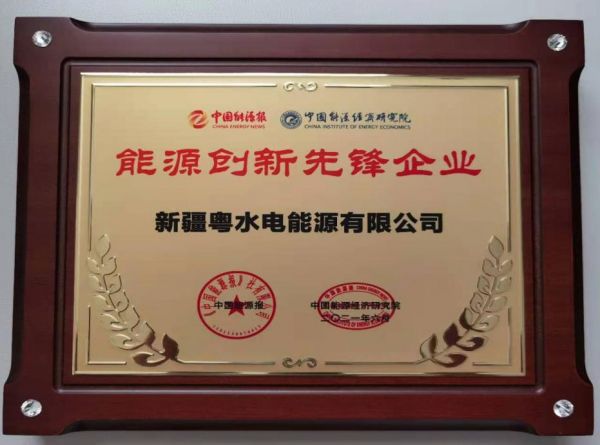 中国能源报 中国能源经济研究院
CHINA ENERGY NEWS CHINA INSTITUTE OF ENERGY ECONOMICS
能源创新先锋企业
新疆粤水电能源有限公司
中国能源报 中国能源经济研究院
二〇二一年六月